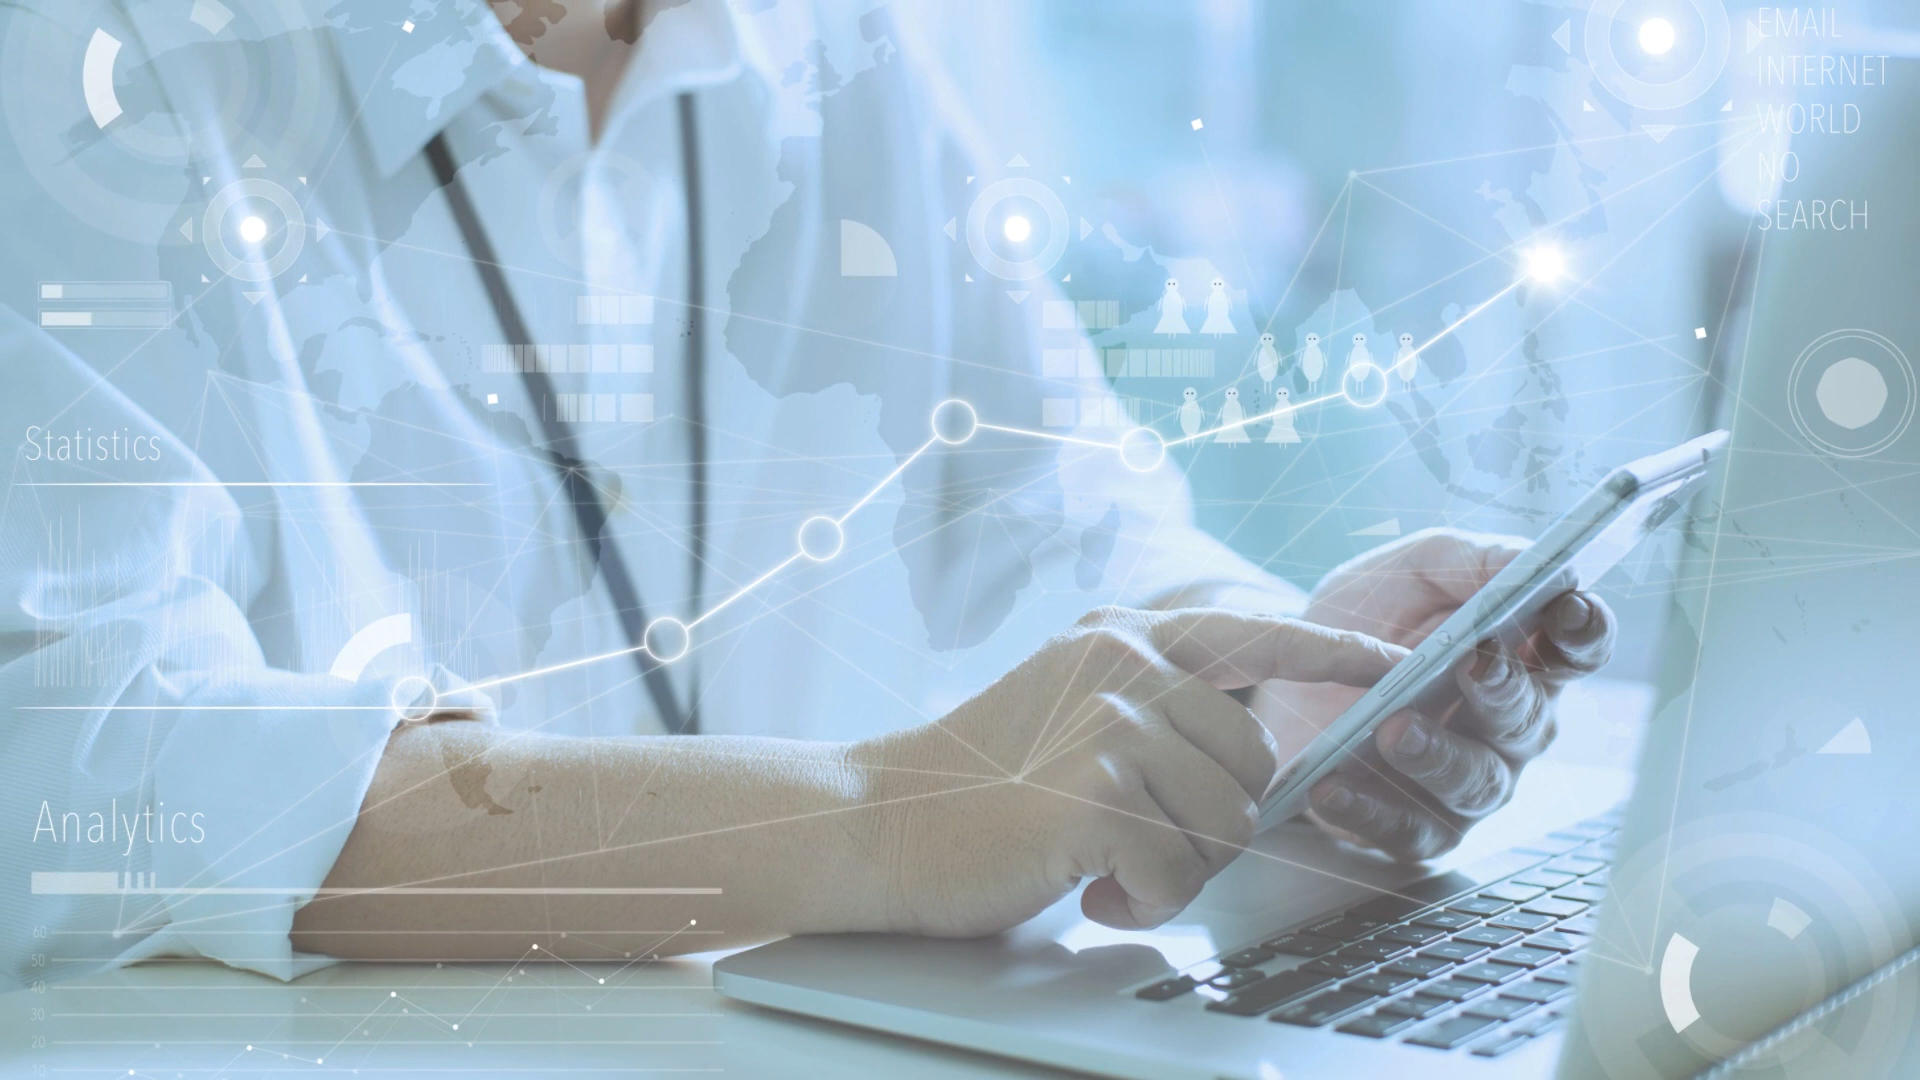 EMAIL
INTERNET
WORLD
NO
SEARCH
Statistics
Analytics
60
50
40
30
20
10